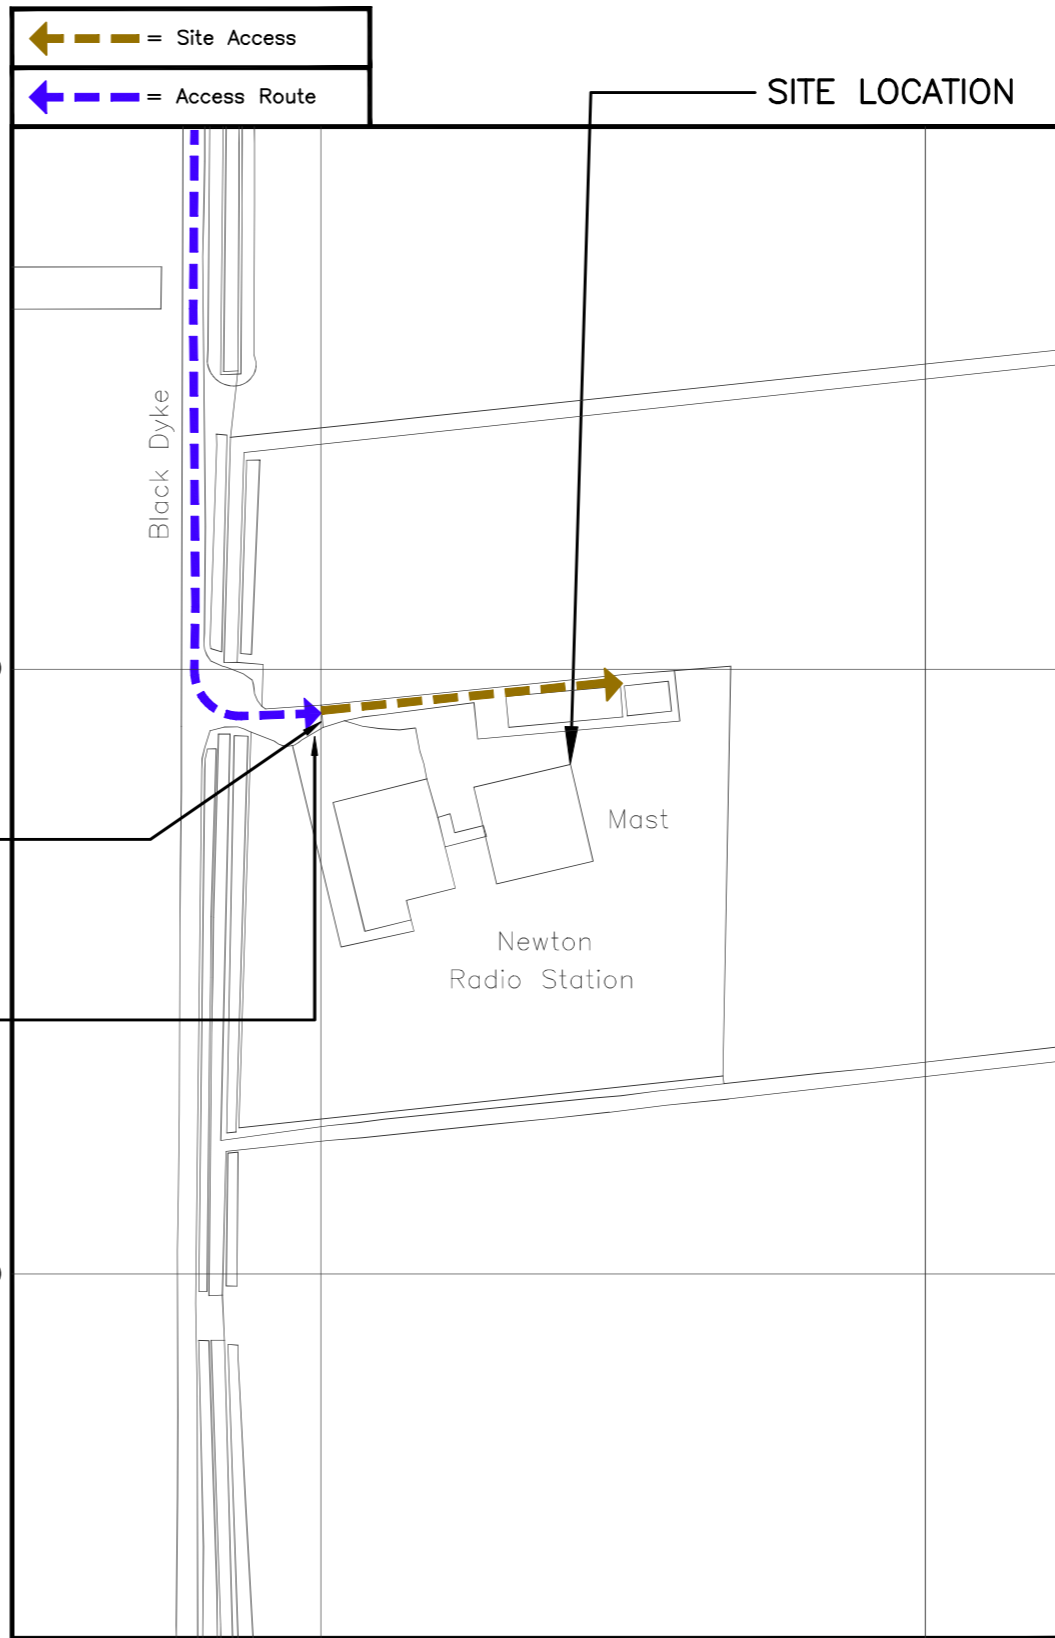 = Site Access
= Access Route
SITE LOCATION
Black Dyke
Mast
Newton
Radio Station